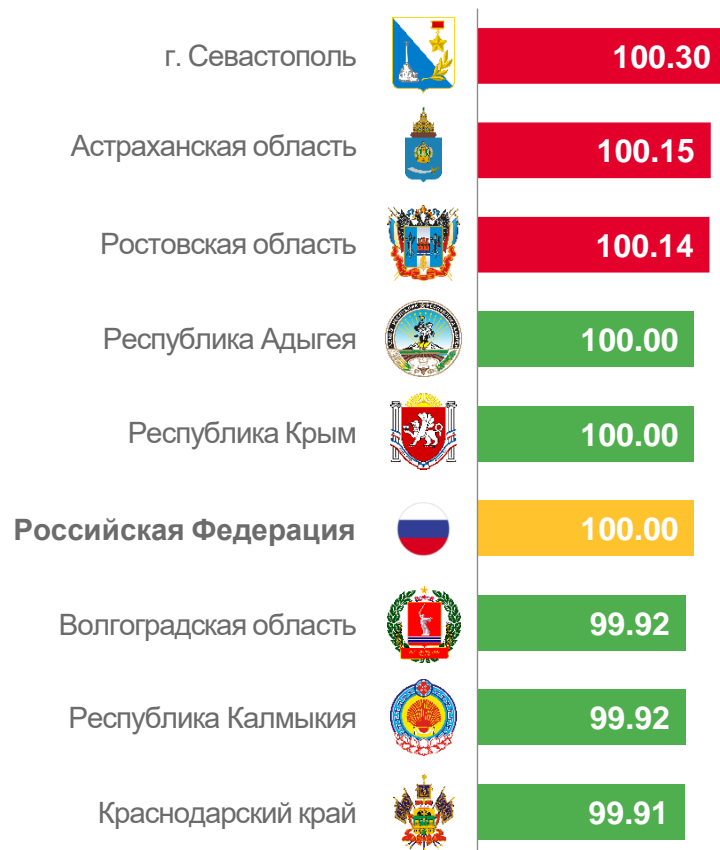 г. Севастополь 100.30
Астраханская область 100.15
Ростовская область 100.14
Республика Адыгея 100.00
Республика Крым 100.00
Российская Федерация 100.00
Волгоградская область 99.92
Республика Калмыкия 99.92
Краснодарский край 99.91